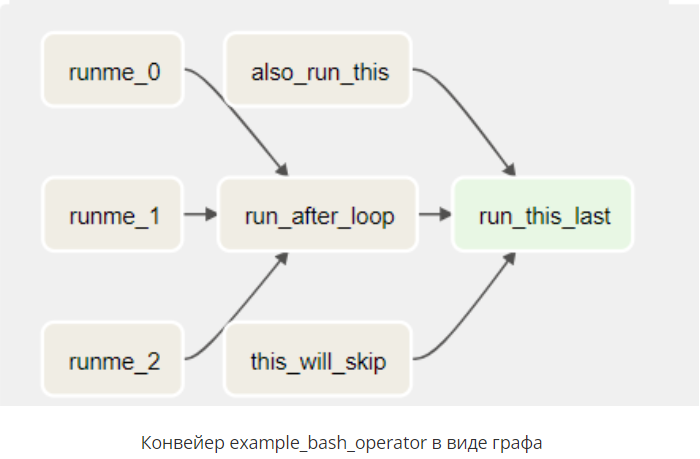 runme_0
also_run_this
runme_1
run_after_loop
run_this_last
runme_2
this_will_skip
Конвейер example_bash_operator в виде графа